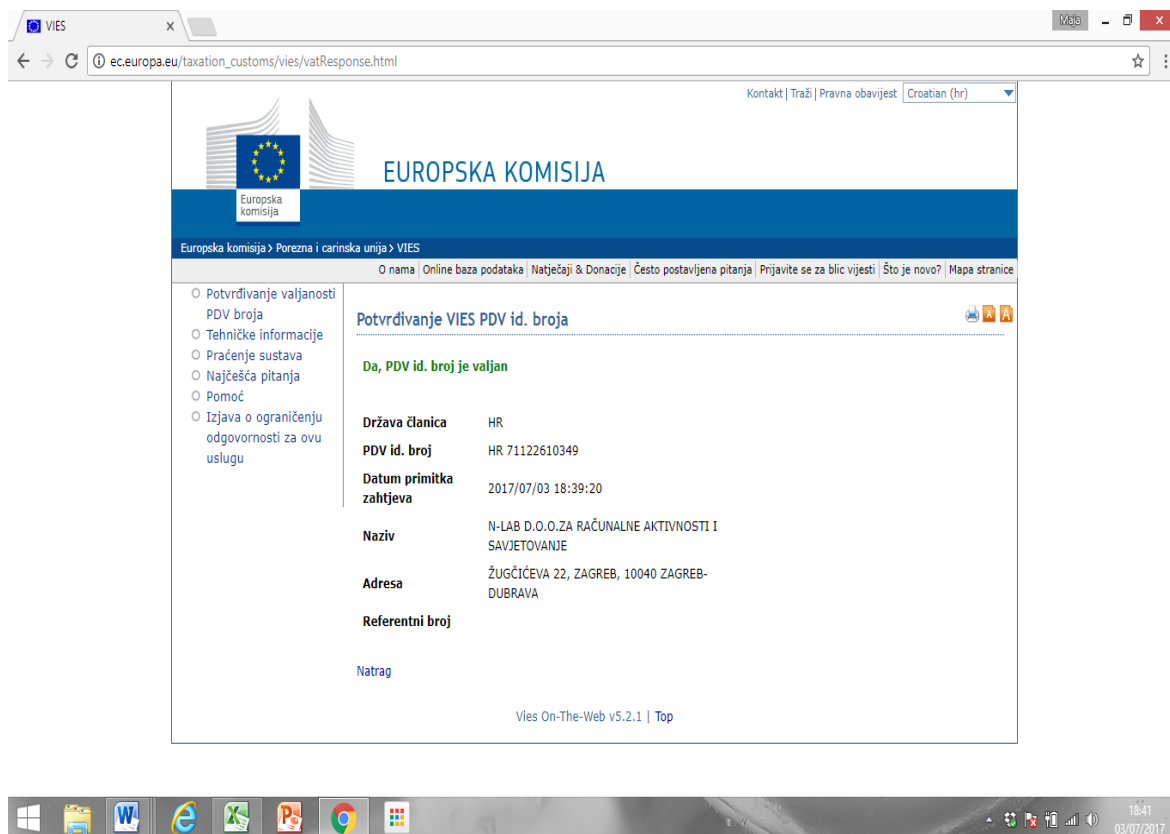 VIES
Maja
ec.europa.eu/taxation_customs/vies/vatResponse.html
Kontakt | Traži | Pravna obavijest Croatian (hr)
EUROPSKA KOMISIJA
Europska
komisija
Europska komisija > Porezna i carinska unija > VIES
O nama | Online baza podataka | Natječaji & Donacije | Često postavljena pitanja | Prijavite se za blic vijesti | Što je novo? | Mapa stranice
Potvrđivanje valjanosti
PDV broja
Tehničke informacije
Praćenje sustava
Najčešća pitanja
Pomoć
Izjava o ograničenju
odgovornosti za ovu
uslugu
Potvrđivanje VIES PDV id. broja
A A
Da, PDV id. broj je valjan
Država članica HR
PDV id. broj HR 71122610349
Datum primitka
zahtjeva
2017/07/03 18:39:20
Naziv
N-LAB D.O.O.ZA RAČUNALNE AKTIVNOSTI I
SAVJETOVANJE
Adresa
ŽUGČIĆEVA 22, ZAGREB, 10040 ZAGREB-
DUBRAVA
Referentni broj
Natrag
Vies On-The-Web v5.2.1 | Top
18:41
03/07/2017